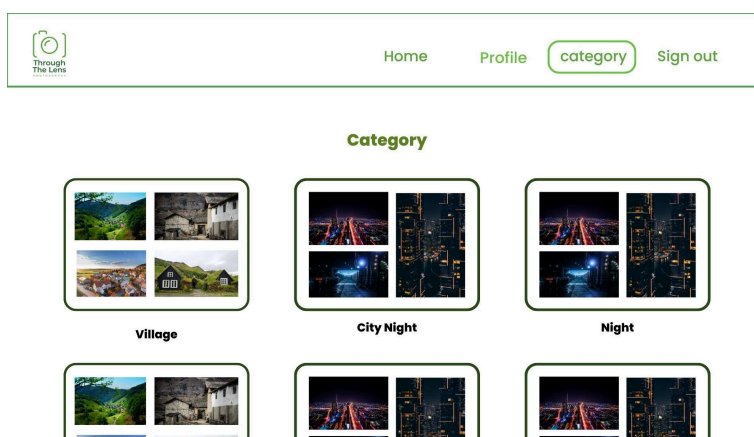 Through
The Lens
Home Profile category Sign out
Category
Village City Night Night